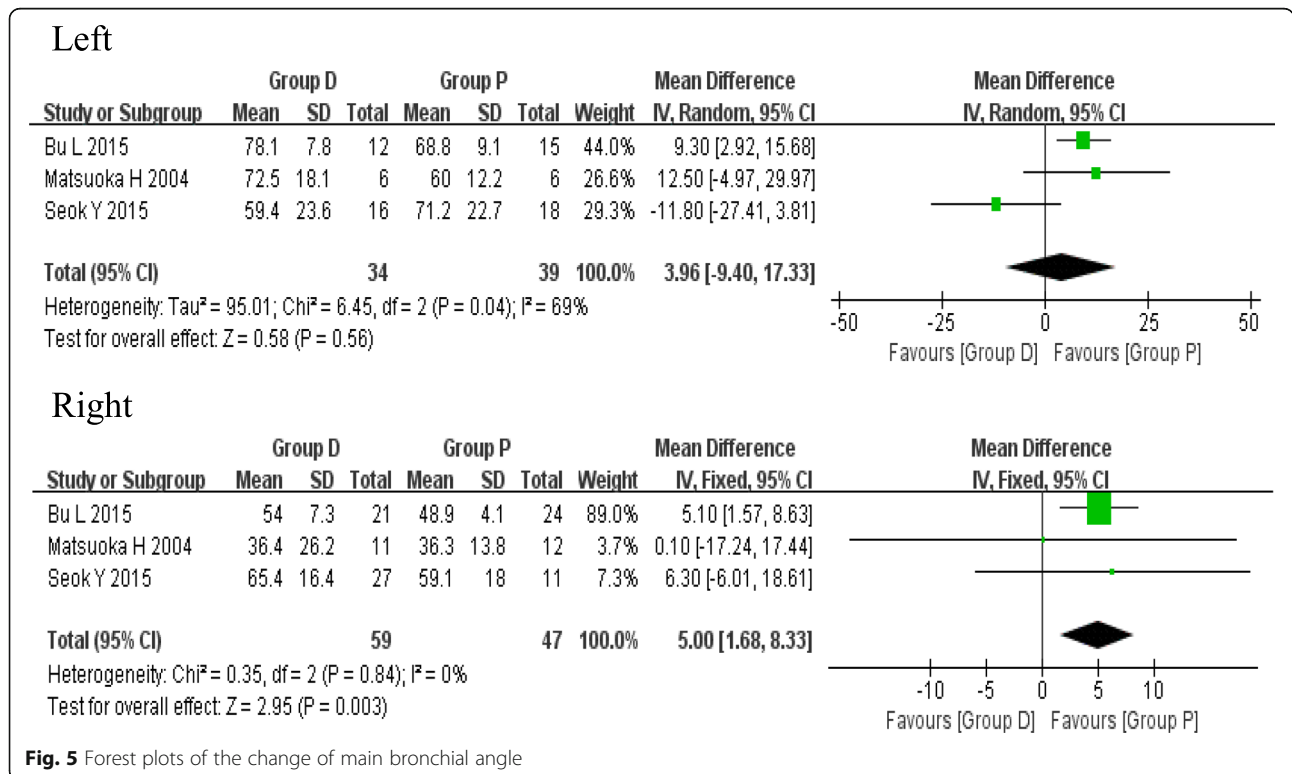 Left
Group D Group P Mean Difference Mean Difference
Study or Subgroup Mean SD Total Mean SD Total Weight IV, Random, 95% CI IV, Random, 95% CI
Bu L 2015 78.1 7.8 12 68.8 9.1 15 44.0% 9.30 [2.92, 15.68]
Matsuoka H 2004 72.5 18.1 6 60 12.2 6 26.6% 12.50 [-4.97, 29.97]
Seok Y 2015 59.4 23.6 16 71.2 22.7 18 29.3% -11.80 [-27.41, 3.81]
Total (95% CI) 34 39 100.0% 3.96 [-9.40, 17.33]
Heterogeneity: Tau² = 95.01; Chi² = 6.45, df = 2 (P = 0.04); I² = 69%
Test for overall effect: Z = 0.58 (P = 0.56)
-50 -25 0 25 50
Favours [Group D] Favours [Group P]
Right
Group D Group P Mean Difference Mean Difference
Study or Subgroup Mean SD Total Mean SD Total Weight IV, Fixed, 95% CI IV, Fixed, 95% CI
Bu L 2015 54 7.3 21 48.9 4.1 24 89.0% 5.10 [1.57, 8.63]
Matsuoka H 2004 36.4 26.2 11 36.3 13.8 12 3.7% 0.10 [-17.24, 17.44]
Seok Y 2015 65.4 16.4 27 59.1 18 11 7.3% 6.30 [-6.01, 18.61]
Total (95% CI) 59 47 100.0% 5.00 [1.68, 8.33]
Heterogeneity: Chi² = 0.35, df = 2 (P = 0.84); I² = 0%
Test for overall effect: Z = 2.95 (P = 0.003)
-10 -5 0 5 10
Favours [Group D] Favours [Group P]
Fig. 5 Forest plots of the change of main bronchial angle